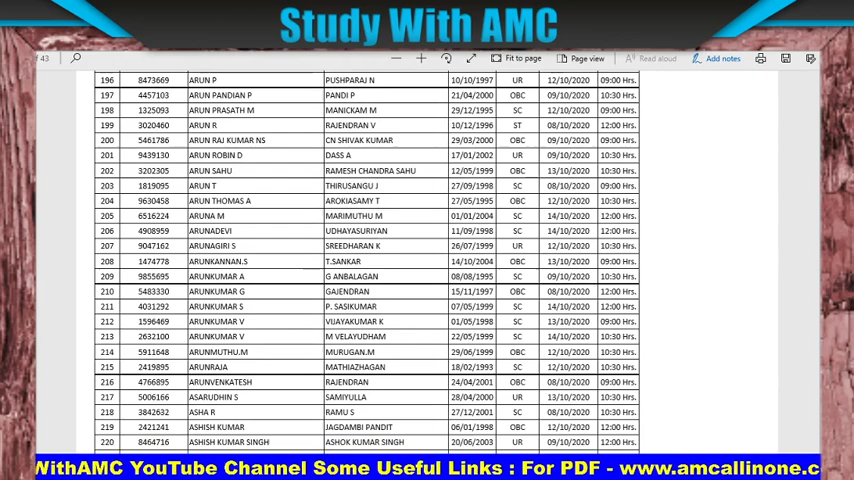 Study With AMC
of 43 Fit to page Page view Read aloud Add notes
196 8473669 ARUN P PUSHPARAJ N 10/10/1997 UR 12/10/2020 09:00 Hrs.
197 4457103 ARUN PANDIAN P PANDI P 21/04/2000 OBC 09/10/2020 10:30 Hrs.
198 1325093 ARUN PRASATH M MANICKAM M 29/12/1995 SC 12/10/2020 09:00 Hrs.
199 3020460 ARUN R RAJENDRAN V 10/12/1996 ST 08/10/2020 12:00 Hrs.
200 5461786 ARUN RAJ KUMAR NS CN SHIVAK KUMAR 29/03/2000 OBC 09/10/2020 09:00 Hrs.
201 9439130 ARUN ROBIN D DASS A 17/01/2002 UR 09/10/2020 10:30 Hrs.
202 3202305 ARUN SAHU RAMESH CHANDRA SAHU 12/05/1999 OBC 13/10/2020 10:30 Hrs.
203 1819095 ARUN T THIRUSANGU J 27/09/1998 SC 08/10/2020 09:00 Hrs.
204 9630458 ARUN THOMAS A AROKIASAMY T 27/05/1995 OBC 12/10/2020 10:30 Hrs.
205 6516224 ARUNA M MARIMUTHU M 01/01/2004 SC 14/10/2020 12:00 Hrs.
206 4908959 ARUNADEVI UDHAYASURIYAN 11/09/1998 SC 14/10/2020 12:00 Hrs.
207 9047162 ARUNAGIRI S SREEDHARAN K 26/07/1999 UR 12/10/2020 10:30 Hrs.
208 1474778 ARUNKANNAN.S T.SANKAR 14/10/2004 OBC 13/10/2020 09:00 Hrs.
209 9855695 ARUNKUMAR A G ANBALAGAN 08/08/1995 SC 09/10/2020 10:30 Hrs.
210 5483330 ARUNKUMAR G GAJENDRAN 15/11/1997 OBC 08/10/2020 12:00 Hrs.
211 4031292 ARUNKUMAR S P. SASIKUMAR 07/05/1999 SC 14/10/2020 12:00 Hrs.
212 1596469 ARUNKUMAR V VIJAYAKUMAR K 01/05/1998 SC 13/10/2020 09:00 Hrs.
213 2632100 ARUNKUMAR V M VELAYUDHAM 22/05/1999 SC 14/10/2020 10:30 Hrs.
214 5911648 ARUNMUTHU.M MURUGAN.M 29/06/1999 OBC 12/10/2020 10:30 Hrs.
215 2419895 ARUNRAJA MATHIAZHAGAN 18/02/1993 SC 12/10/2020 10:30 Hrs.
216 4766895 ARUNVENKATESH RAJENDRAN 24/04/2001 OBC 08/10/2020 09:00 Hrs.
217 5006166 ASARUDHIN S SAMIYULLA 28/04/2000 UR 13/10/2020 10:30 Hrs.
218 3842632 ASHA R RAMU S 27/12/2001 SC 08/10/2020 10:30 Hrs.
219 2421241 ASHISH KUMAR JAGDAMBI PANDIT 06/01/1998 OBC 12/10/2020 12:00 Hrs.
220 8464716 ASHISH KUMAR SINGH ASHOK KUMAR SINGH 20/06/2003 UR 09/10/2020 12:00 Hrs.
WithAMC YouTube Channel Some Useful Links : For PDF - www.amcallinone.c